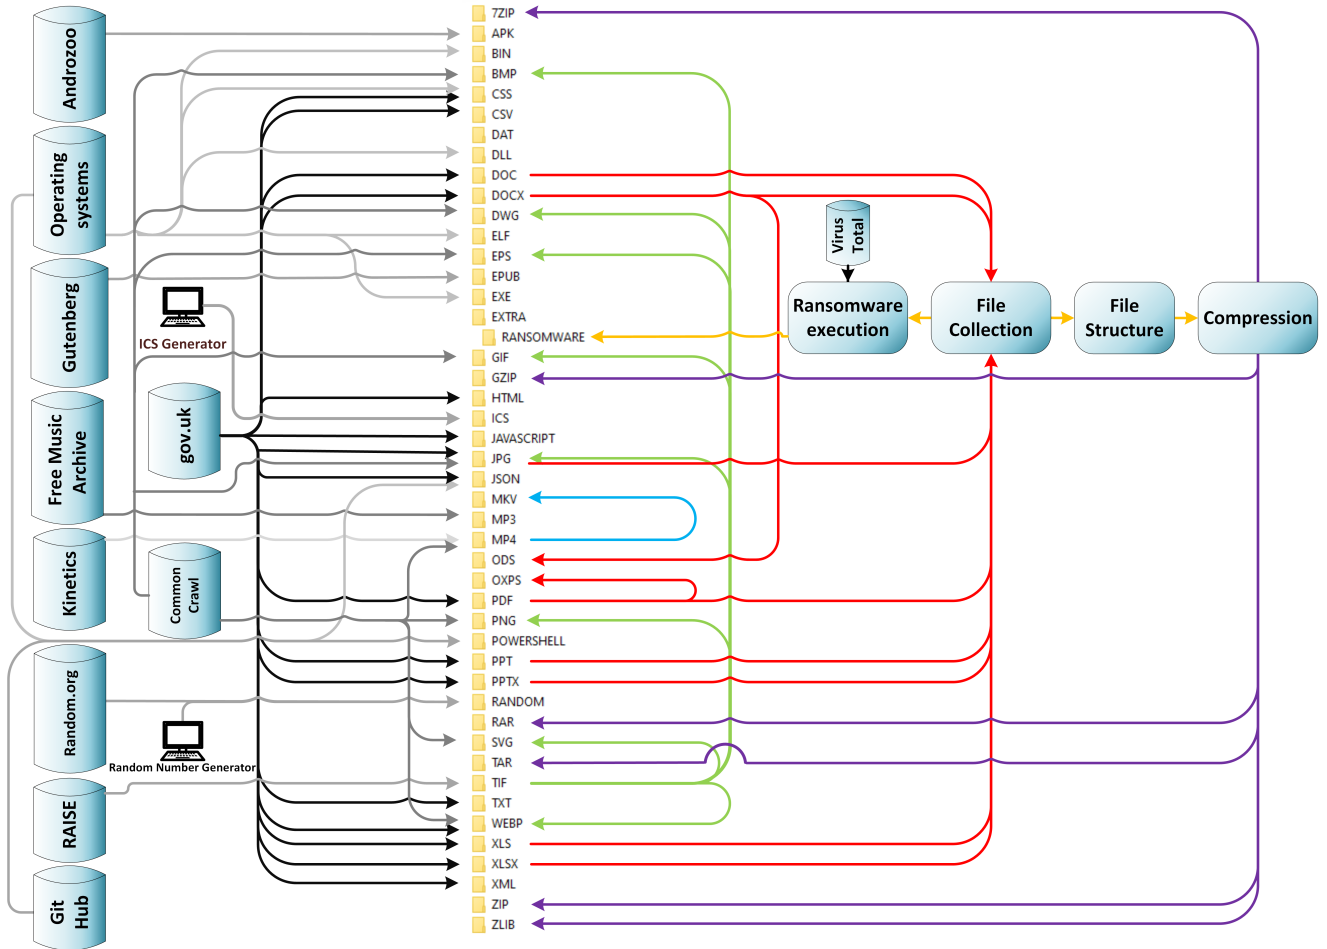 Androzoo
Operating
systems
Gutenberg
Free Music
Archive
Kinetics
Random.org
RAISE
Git
Hub
ICS Generator
gov.uk
Common
Crawl
Random Number Generator
7ZIP
APK
BIN
BMP
CSS
CSV
DAT
DLL
DOC
DOCX
DWG
ELF
EPS
EPUB
EXE
EXTRA
RANSOMWARE
GIF
GZIP
HTML
ICS
JAVASCRIPT
JPG
JSON
MKV
MP3
MP4
ODS
OXPS
PDF
PNG
POWERSHELL
PPT
PPTX
RANDOM
RAR
SVG
TAR
TIF
TXT
WEBP
XLS
XLSX
XML
ZIP
ZLIB
Virus
Total
Ransomware
execution
File
Collection
File
Structure
Compression